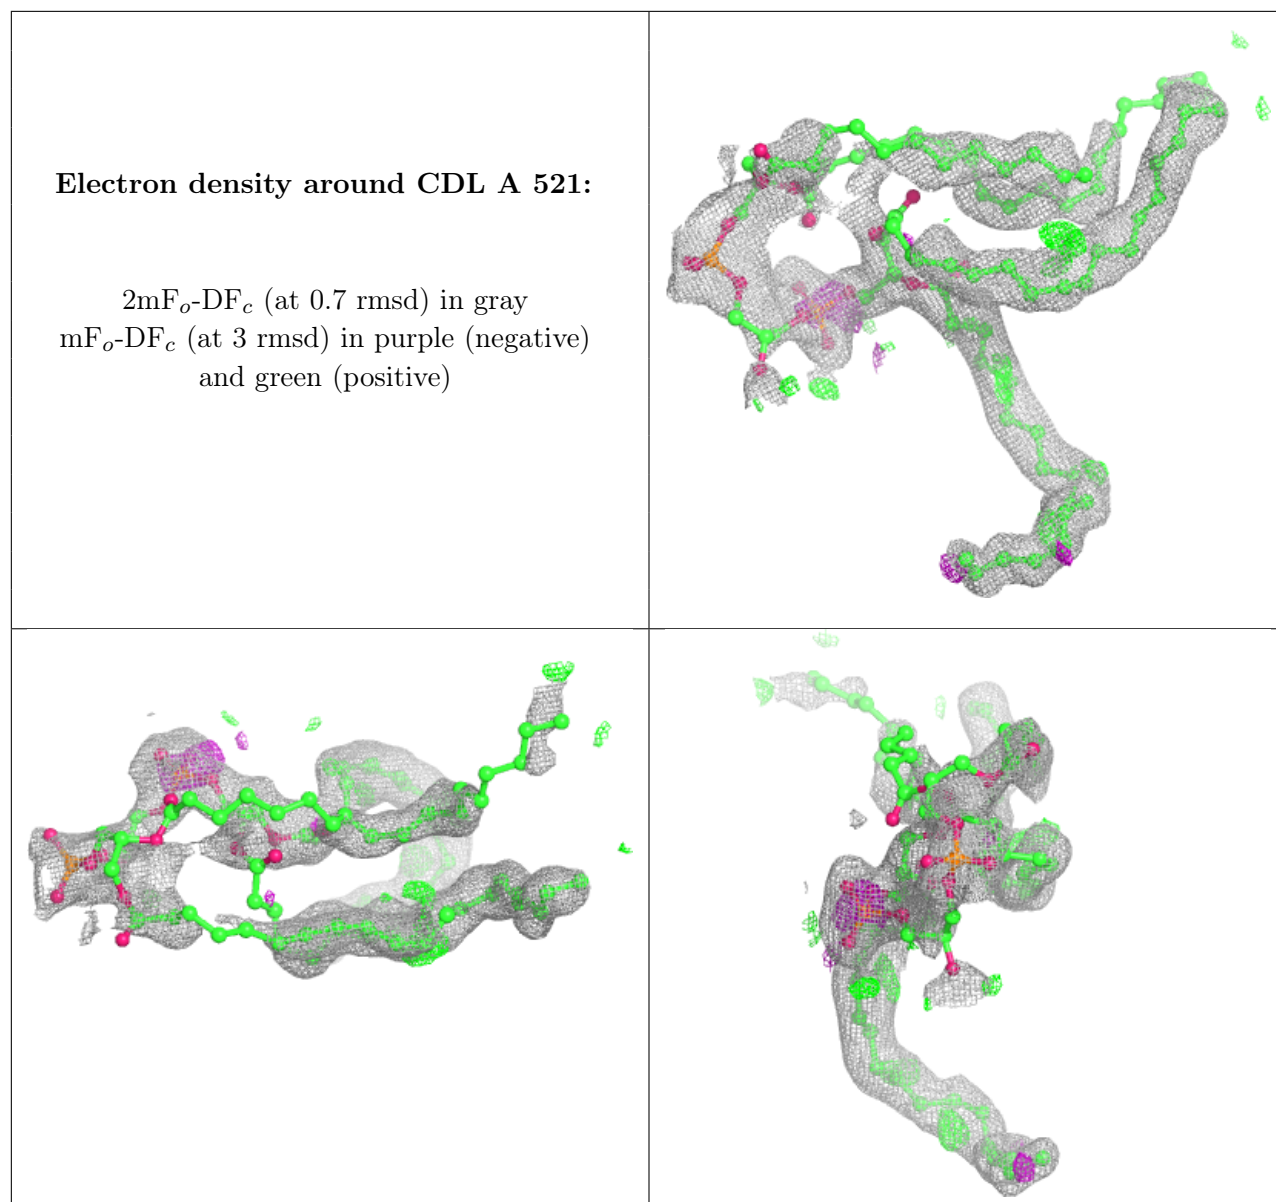 Electron density around CDL A 521:
2mFₒ-DF𝒸 (at 0.7 rmsd) in gray
mFₒ-DF𝒸 (at 3 rmsd) in purple (negative)
and green (positive)